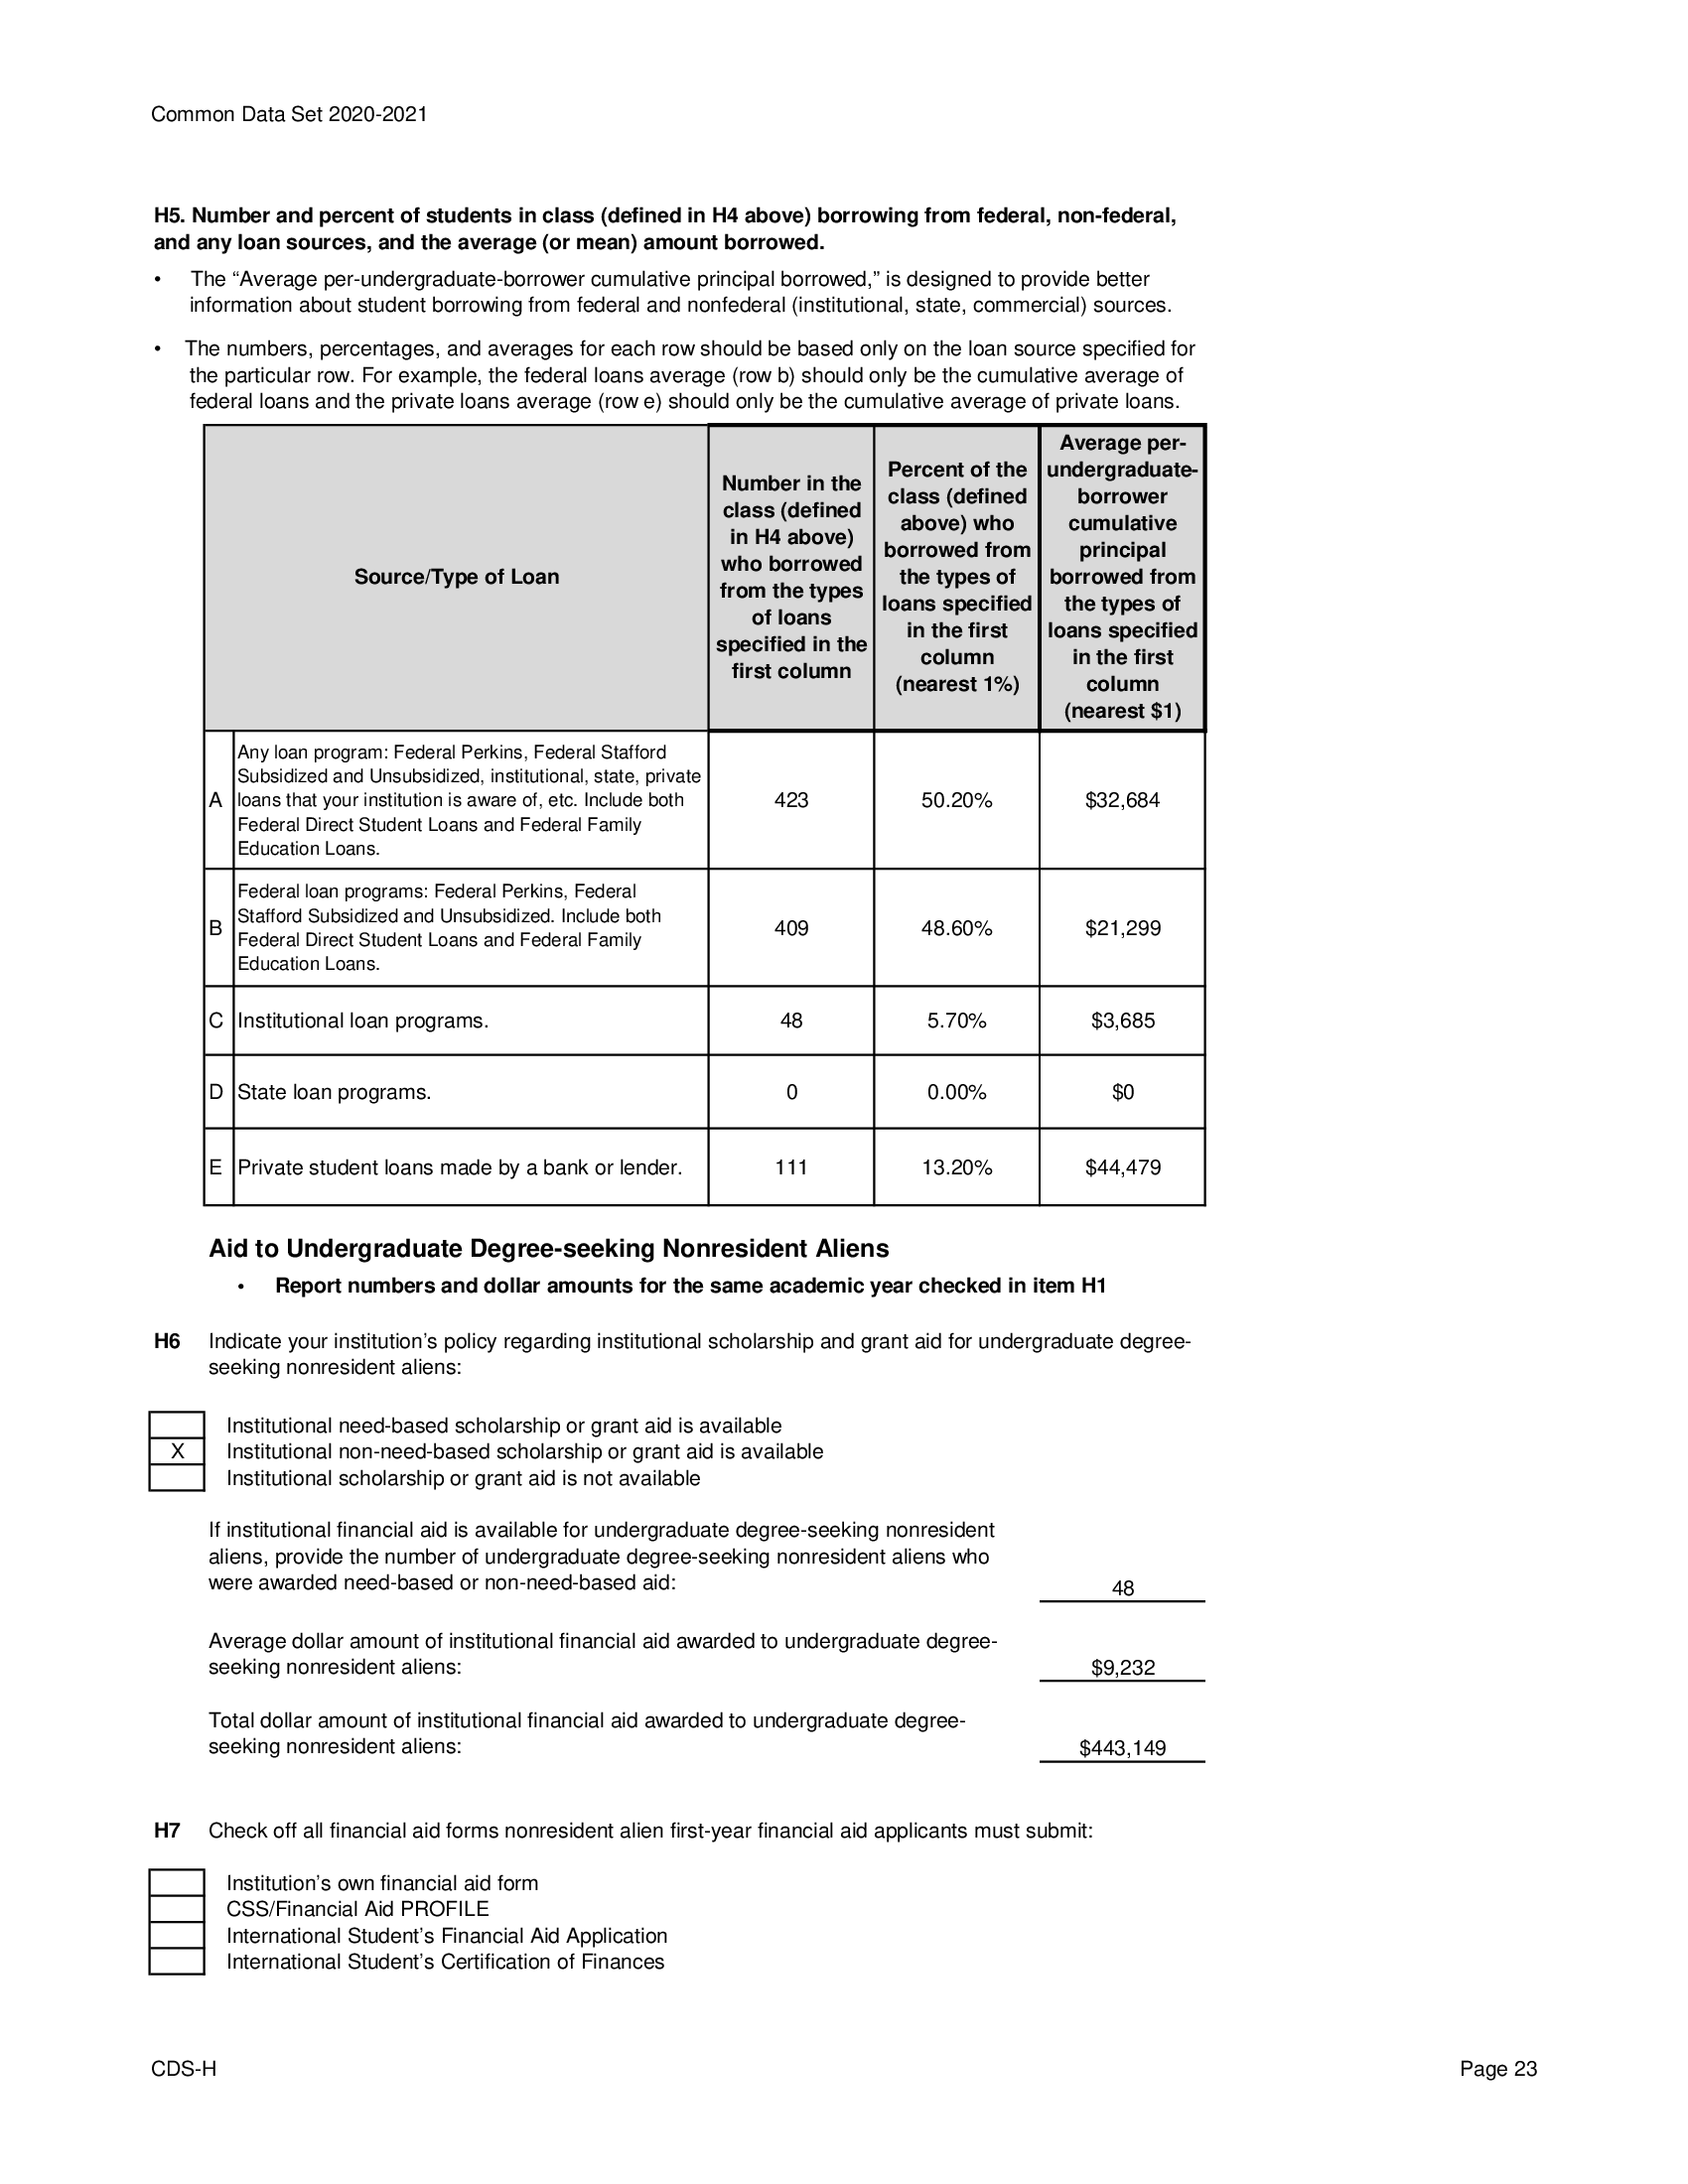 Common Data Set 2020-2021
H5. Number and percent of students in class (defined in H4 above) borrowing from federal, non-federal,
and any loan sources, and the average (or mean) amount borrowed.
• The “Average per-undergraduate-borrower cumulative principal borrowed,” is designed to provide better
information about student borrowing from federal and nonfederal (institutional, state, commercial) sources.
• The numbers, percentages, and averages for each row should be based only on the loan source specified for
the particular row. For example, the federal loans average (row b) should only be the cumulative average of
federal loans and the private loans average (row e) should only be the cumulative average of private loans.
Source/Type of Loan
Number in the
class (defined
in H4 above)
who borrowed
from the types
of loans
specified in the
first column
Percent of the
class (defined
above) who
borrowed from
the types of
loans specified
in the first
column
(nearest 1%)
Average per-
undergraduate-
borrower
cumulative
principal
borrowed from
the types of
loans specified
in the first
column
(nearest $1)
A
Any loan program: Federal Perkins, Federal Stafford
Subsidized and Unsubsidized, institutional, state, private
loans that your institution is aware of, etc. Include both
Federal Direct Student Loans and Federal Family
Education Loans.
423
50.20%
$32,684
B
Federal loan programs: Federal Perkins, Federal
Stafford Subsidized and Unsubsidized. Include both
Federal Direct Student Loans and Federal Family
Education Loans.
409
48.60%
$21,299
C Institutional loan programs. 48 5.70% $3,685
D State loan programs. 0 0.00% $0
E Private student loans made by a bank or lender. 111 13.20% $44,479
Aid to Undergraduate Degree-seeking Nonresident Aliens
• Report numbers and dollar amounts for the same academic year checked in item H1
H6 Indicate your institution’s policy regarding institutional scholarship and grant aid for undergraduate degree-
seeking nonresident aliens:
Institutional need-based scholarship or grant aid is available
X Institutional non-need-based scholarship or grant aid is available
Institutional scholarship or grant aid is not available
If institutional financial aid is available for undergraduate degree-seeking nonresident
aliens, provide the number of undergraduate degree-seeking nonresident aliens who
were awarded need-based or non-need-based aid: 48
Average dollar amount of institutional financial aid awarded to undergraduate degree-
seeking nonresident aliens: $9,232
Total dollar amount of institutional financial aid awarded to undergraduate degree-
seeking nonresident aliens: $443,149
H7 Check off all financial aid forms nonresident alien first-year financial aid applicants must submit:
Institution’s own financial aid form
CSS/Financial Aid PROFILE
International Student’s Financial Aid Application
International Student’s Certification of Finances
CDS-H Page 23